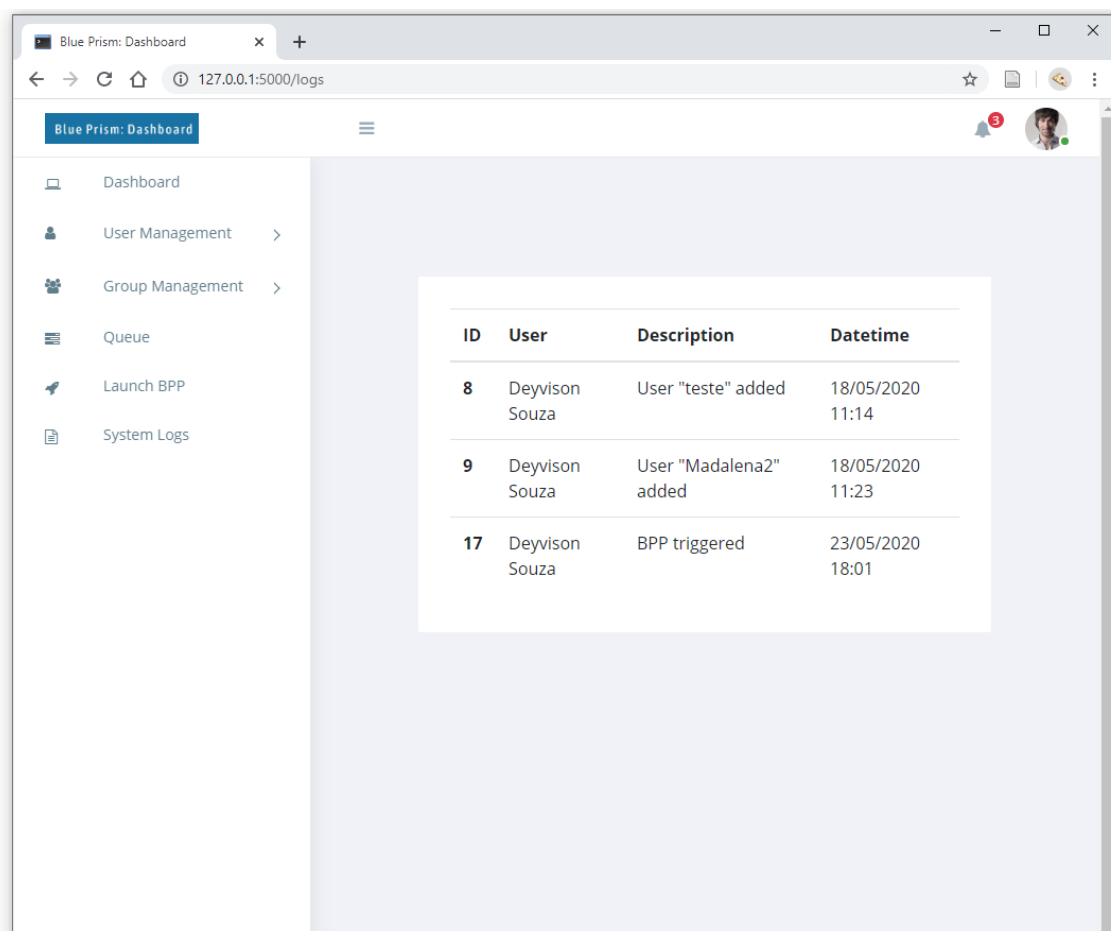 Blue Prism: Dashboard
127.0.0.1:5000/logs
Blue Prism: Dashboard
3
Dashboard
User Management
Group Management
Queue
Launch BPP
System Logs
ID User Description Datetime
8 Deyvison User "teste" added 18/05/2020
Souza 11:14
9 Deyvison User "Madalena2" 18/05/2020
Souza added 11:23
17 Deyvison BPP triggered 23/05/2020
Souza 18:01